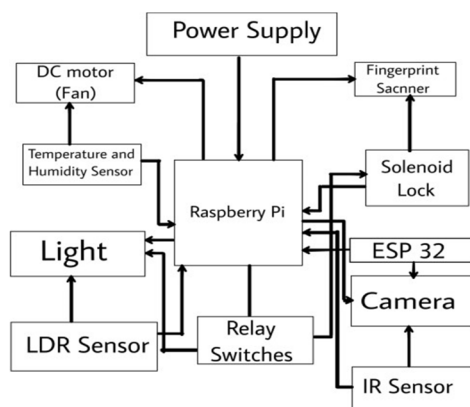 Power Supply
DC motor
(Fan)
Fingerprint
Sacnner
Temperature and
Humidity Sensor
Raspberry Pi
Solenoid
Lock
Light
ESP 32
Camera
LDR Sensor
Relay
Switches
IR Sensor